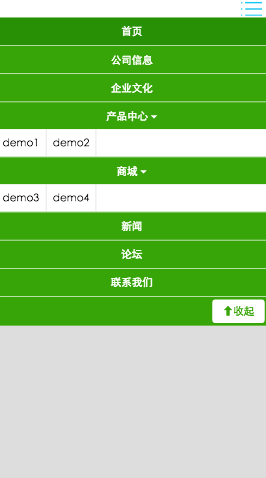 首页
公司信息
企业文化
产品中心
demo1 demo2
商城
demo3 demo4
新闻
论坛
联系我们
收起